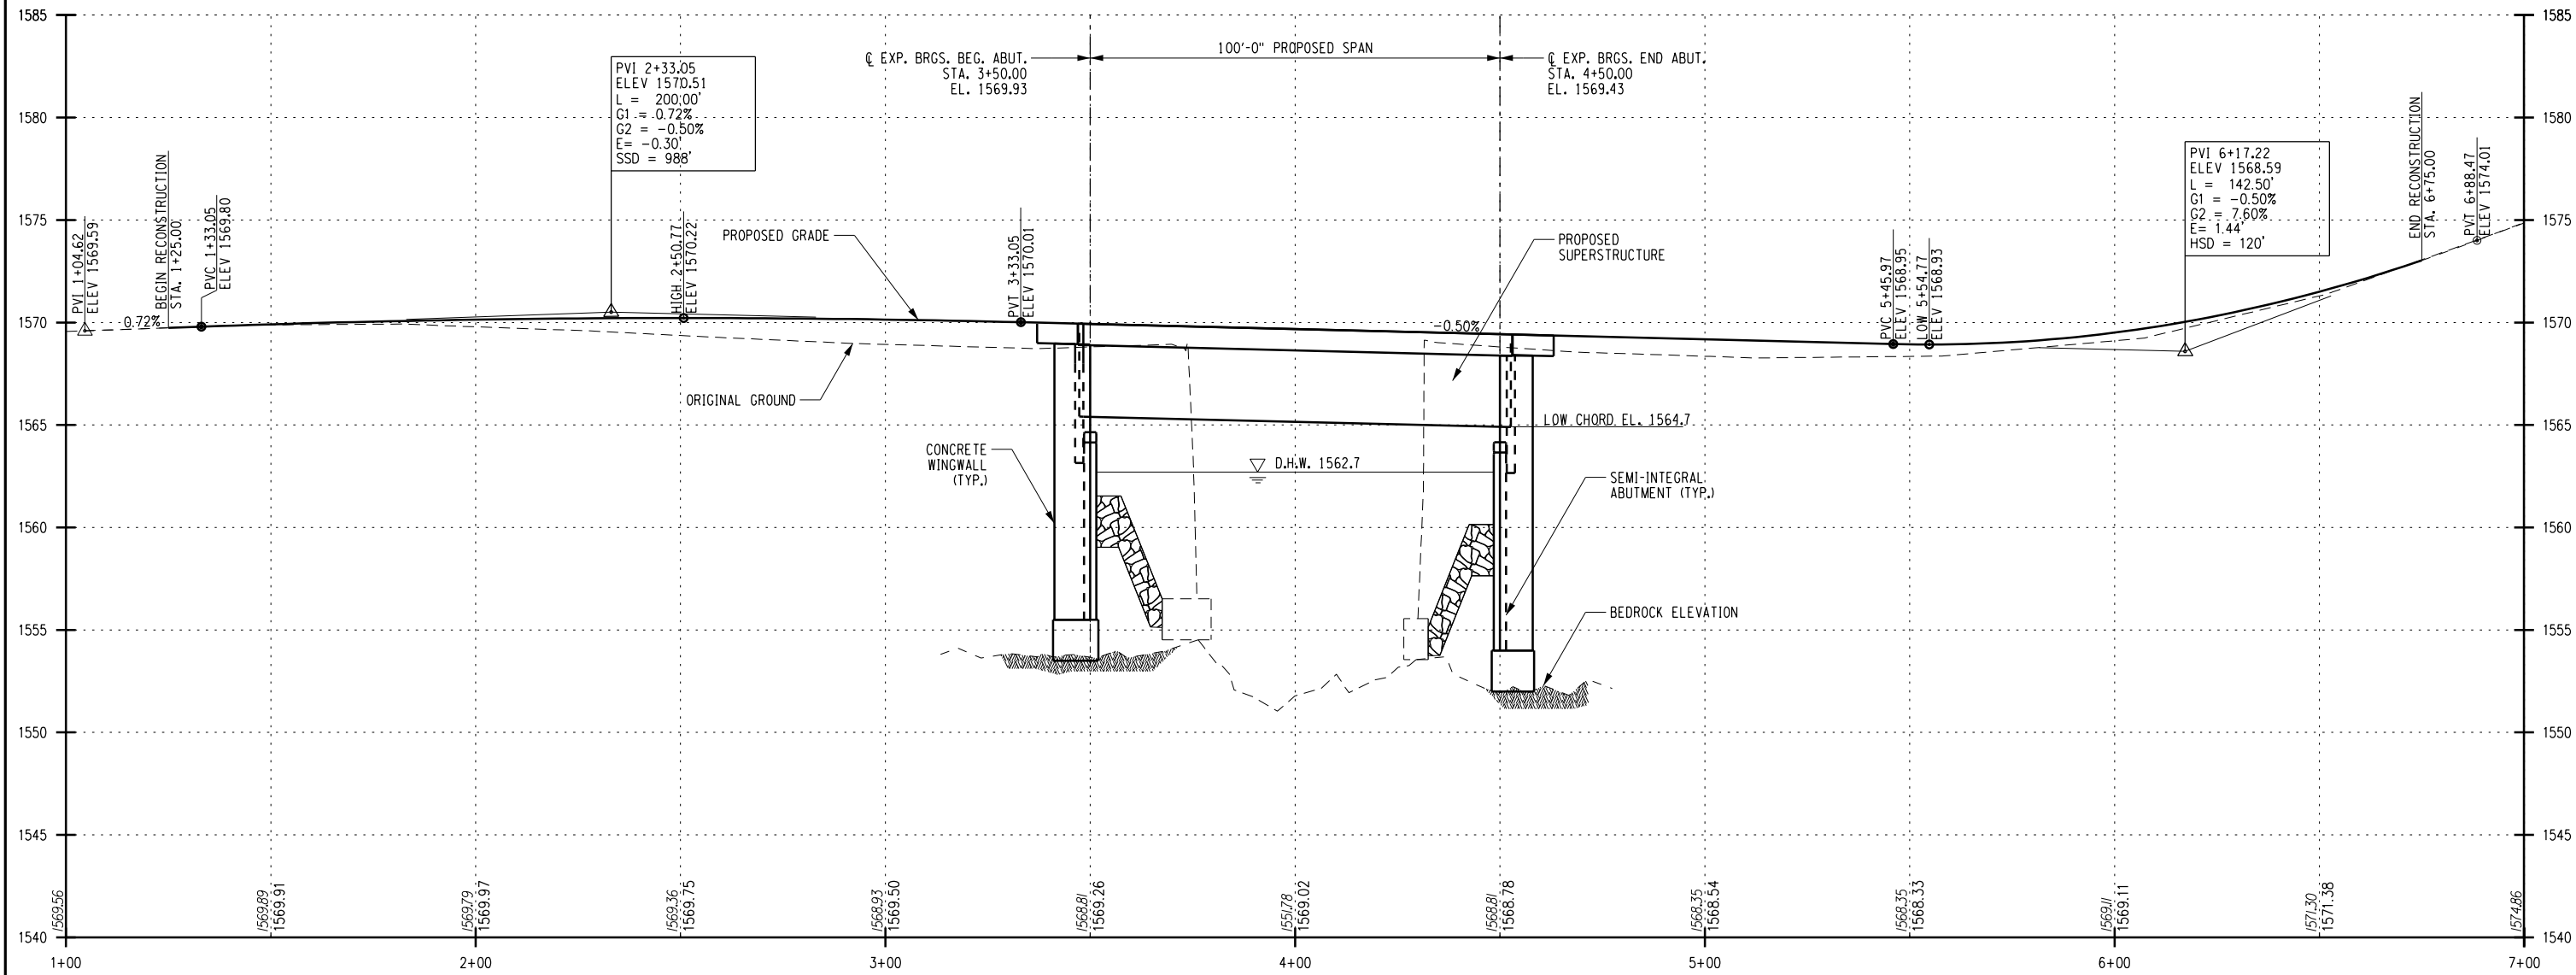 1585
1580
1575
1570
1565
1560
1555
1550
1545
1540
1585
1580
1575
1570
1565
1560
1555
1550
1545
1540
PVI 1+04.62
ELEV 1569.59
0.72%
BEGIN RECONSTRUCTION
STA. 1+25.00
PVC 1+33.05
ELEV 1569.80
PVI 2+33.05
ELEV 1570.51
L = 200.00'
G1 = 0.72%
G2 = -0.50%
E= -0.30'
SSD = 988'
HIGH 2+50.77
ELEV 1570.22
PROPOSED GRADE
ORIGINAL GROUND
PVT 3+33.05
ELEV 1570.01
℄ EXP. BRGS. BEG. ABUT.
STA. 3+50.00
EL. 1569.93
100'-0" PROPOSED SPAN
℄ EXP. BRGS. END ABUT.
STA. 4+50.00
EL. 1569.43
-0.50%
PROPOSED
SUPERSTRUCTURE
LOW CHORD EL. 1564.7
CONCRETE
WINGWALL
(TYP.)
D.H.W. 1562.7
SEMI-INTEGRAL
ABUTMENT (TYP.)
BEDROCK ELEVATION
PVC 5+45.97
ELEV 1568.95
LOW 5+54.77
ELEV 1568.93
PVI 6+17.22
ELEV 1568.59
L = 142.50'
G1 = -0.50%
G2 = 7.60%
E= 1.44'
HSD = 120'
END RECONSTRUCTION
STA. 6+75.00
PVT 6+88.47
ELEV 1574.01
1569.56
1569.89
1569.91
1569.79
1569.97
1569.36
1569.75
1568.93
1569.50
1568.81
1569.26
1551.78
1569.02
1568.81
1568.78
1568.35
1568.54
1568.35
1568.33
1569.11
1569.11
1571.30
1571.38
1574.86
1+00
2+00
3+00
4+00
5+00
6+00
7+00